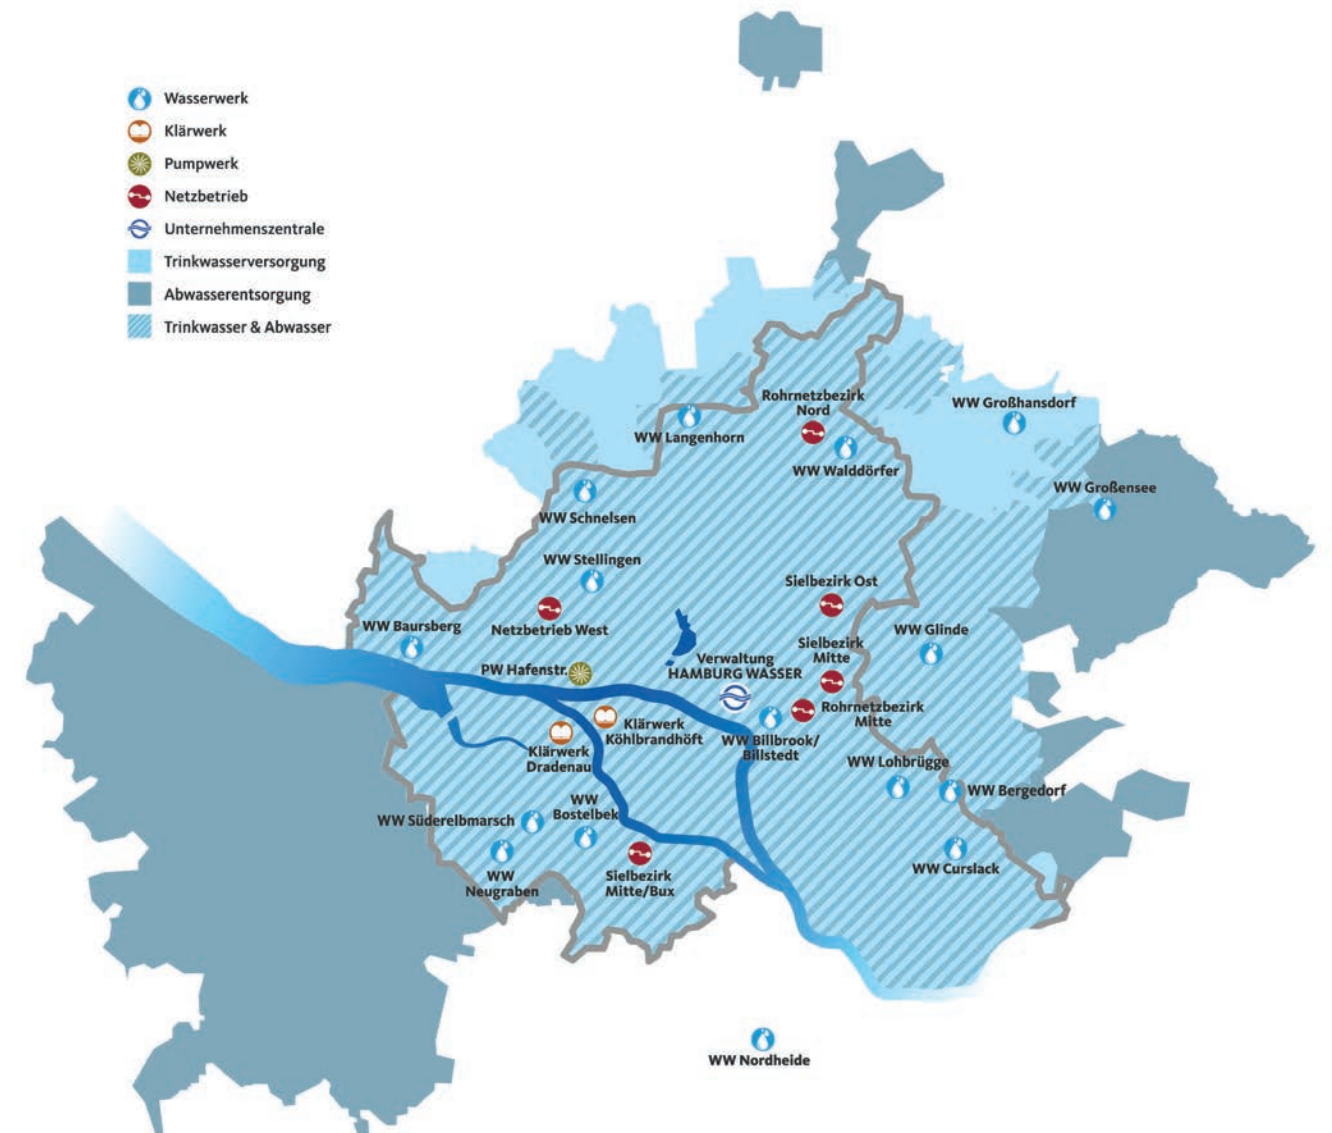 Wasserwerk
Klärwerk
Pumpwerk
Netzbetrieb
Unternehmenszentrale
Trinkwasserversorgung
Abwasserentsorgung
Trinkwasser & Abwasser
Rohrnetzbezirk
Nord
WW Großhansdorf
WW Langenhorn
WW Walddörfer
WW Großensee
WW Schnelsen
WW Stellingen
Sielbezirk Ost
WW Baursberg
Netzbetrieb West
WW Glinde
Sielbezirk
Mitte
Verwaltung
HAMBURG WASSER
PW Hafenstr.
Rohrnetzbezirk
Mitte
Klärwerk
Köhlbrandhöft
WW Billbrook/
Billstedt
Klärwerk
Dradenau
WW Lohbrügge
WW Bergedorf
WW
Bostelbek
WW Süderelbmarsch
WW Curslack
WW
Neugraben
Sielbezirk
Mitte/Bux
WW Nordheide